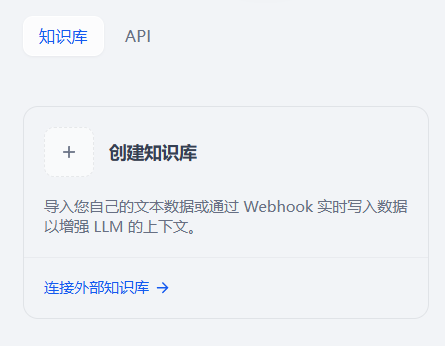 知识库
API
创建知识库
导入您自己的文本数据或通过 Webhook 实时写入数据
以增强 LLM 的上下文。
连接外部知识库 →